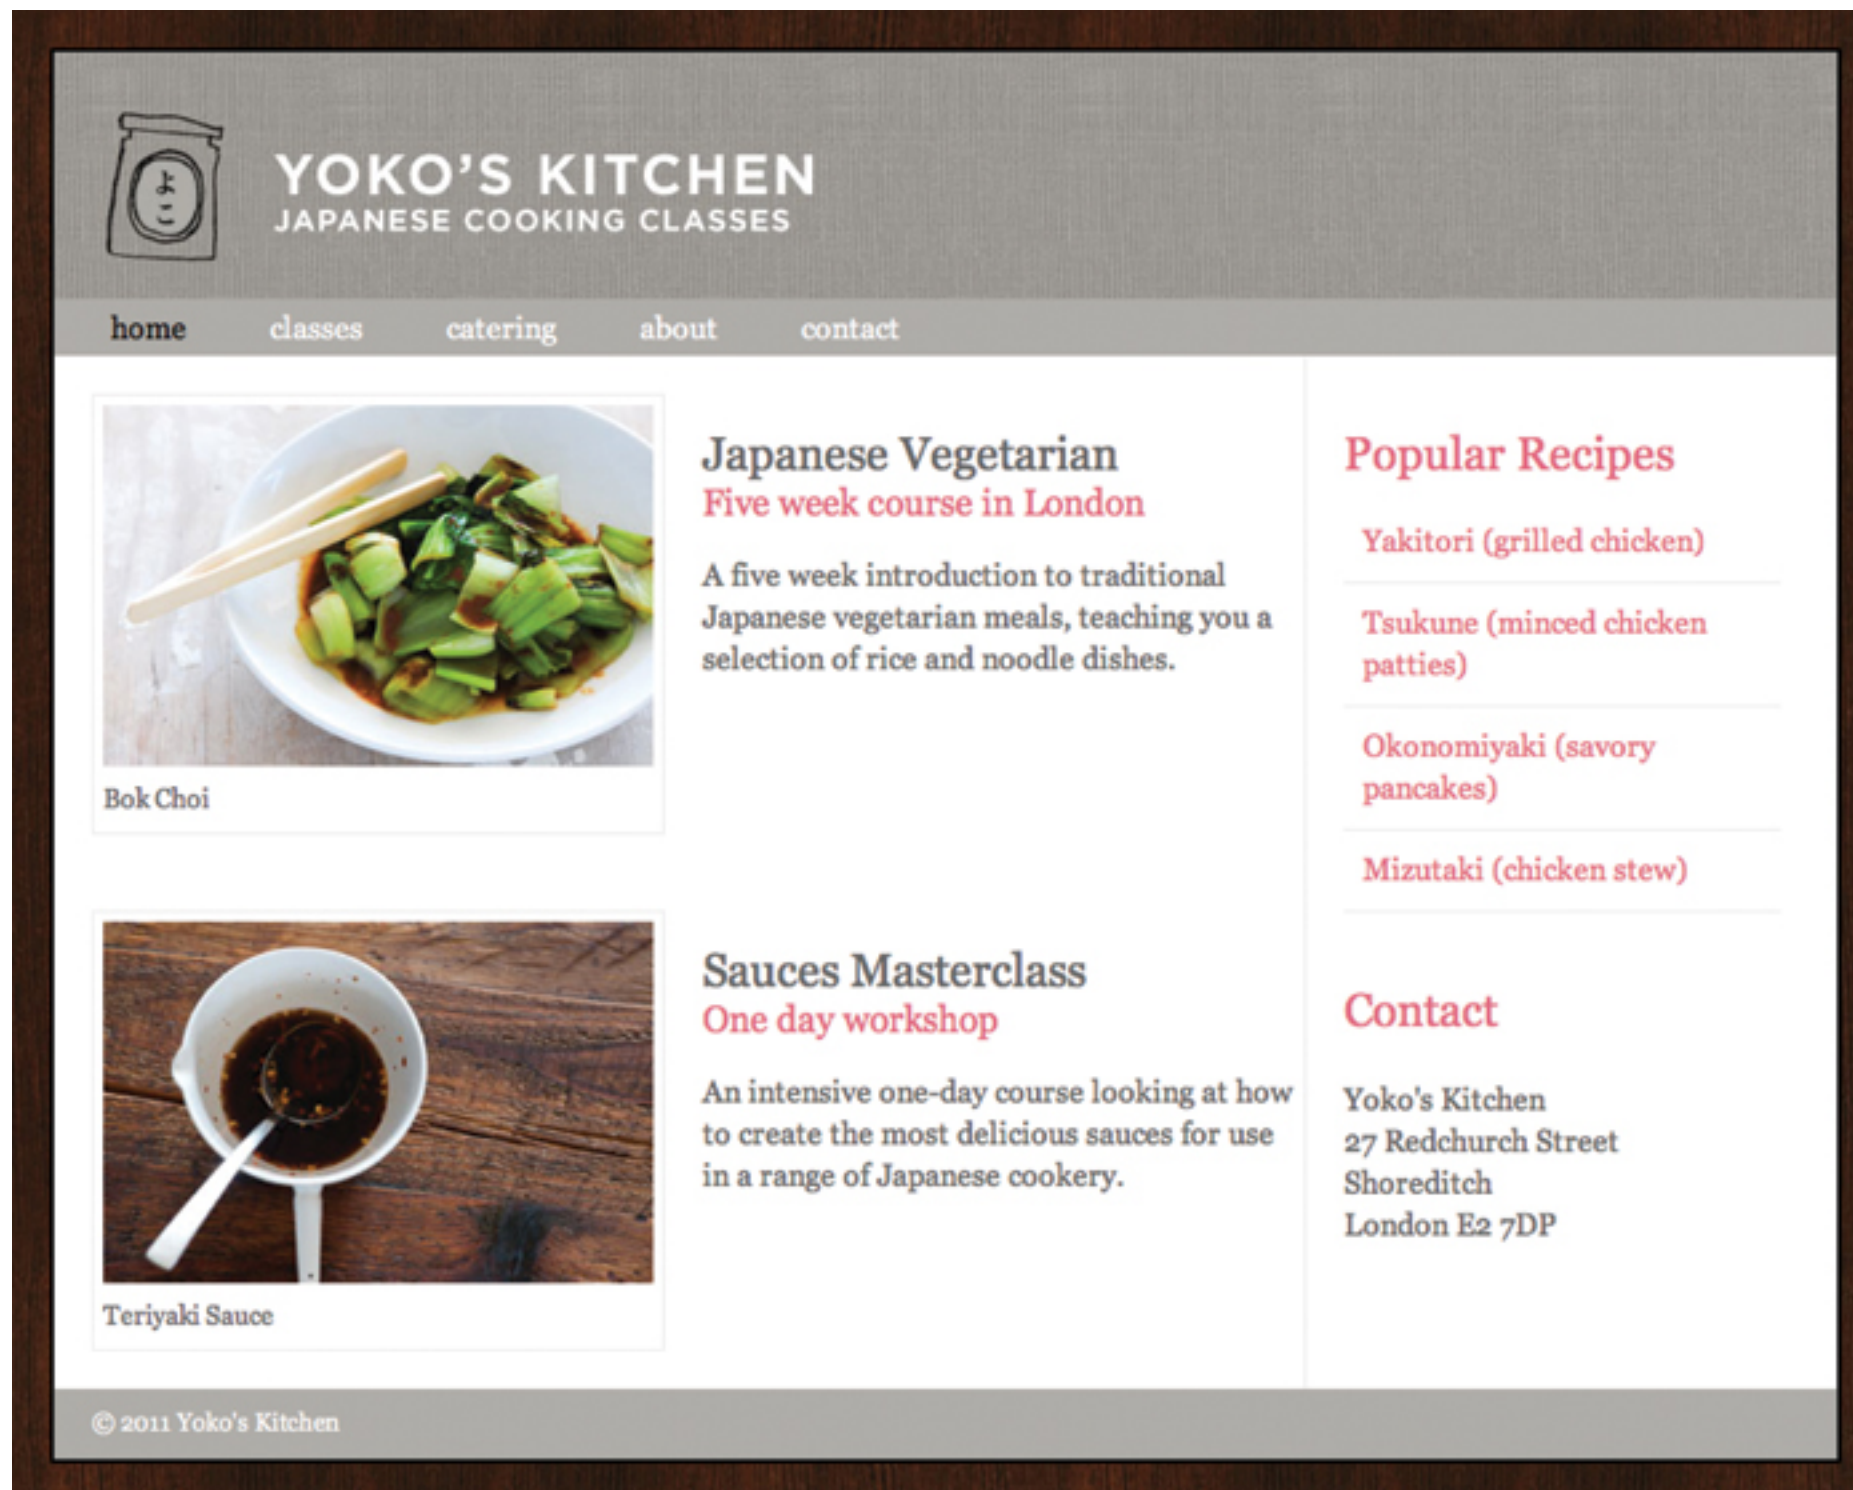 よこ
YOKO'S KITCHEN
JAPANESE COOKING CLASSES
home classes catering about contact
Japanese Vegetarian
Five week course in London
A five week introduction to traditional
Japanese vegetarian meals, teaching you a
selection of rice and noodle dishes.
Bok Choi
Sauces Masterclass
One day workshop
An intensive one-day course looking at how
to create the most delicious sauces for use
in a range of Japanese cookery.
Teriyaki Sauce
Popular Recipes
Yakitori (grilled chicken)
Tsukune (minced chicken
patties)
Okonomiyaki (savory
pancakes)
Mizutaki (chicken stew)
Contact
Yoko's Kitchen
27 Redchurch Street
Shoreditch
London E2 7DP
© 2011 Yoko's Kitchen